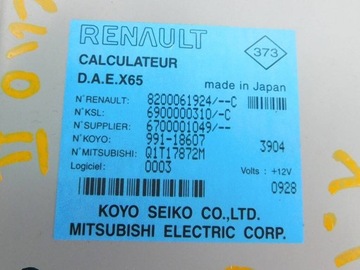 RENAULT
373
CALCULATEUR
D.A.E.X65
made in Japan
N°RENAULT: 8200061924/--C
N°KSL: 6900000310/-C
N°SUPPLIER: 6700001049/--
N°KOYO: 991-18607 3904
N°MITSUBISHI: Q1T17872M
Logiciel: 0003 Volts : +12V
0928
KOYO SEIKO CO.,LTD.
MITSUBISHI ELECTRIC CORP.